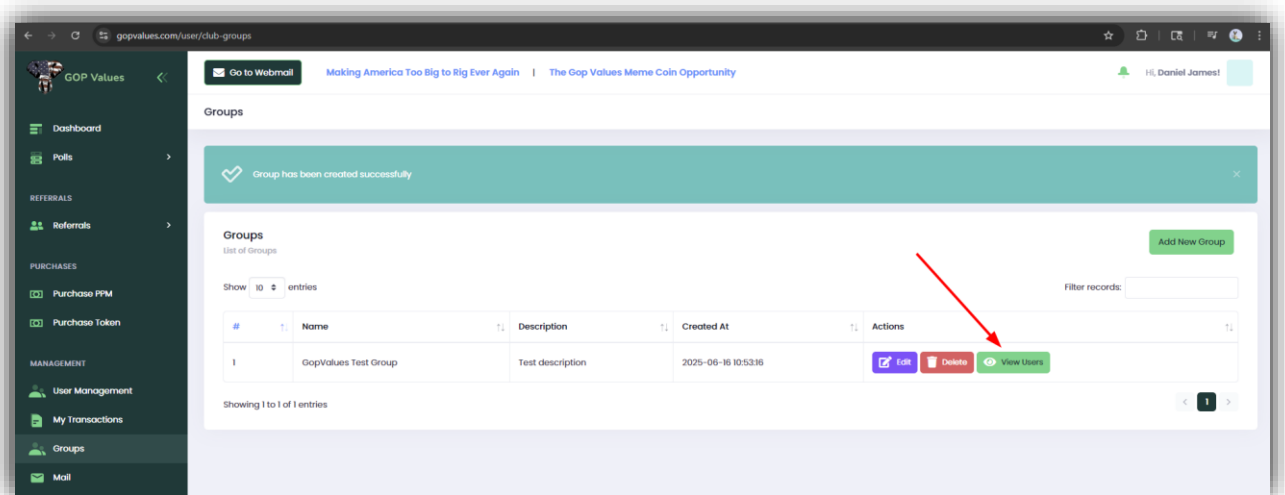 gopvalues.com/user/club-groups
GOP Values
Go to Webmail
Making America Too Big to Rig Ever Again | The Gop Values Meme Coin Opportunity
Hi, Daniel James!
Groups
Dashboard
Polls
REFERRALS
Referrals
PURCHASES
Purchase PPM
Purchase Token
MANAGEMENT
User Management
My Transactions
Groups
Mail
Group has been created successfully
Groups
List of Groups
Add New Group
Show 10 entries
Filter records:
# Name Description Created At Actions
1 GopValues Test Group Test description 2025-06-16 10:53:16 Edit Delete View Users
Showing 1 to 1 of 1 entries
1